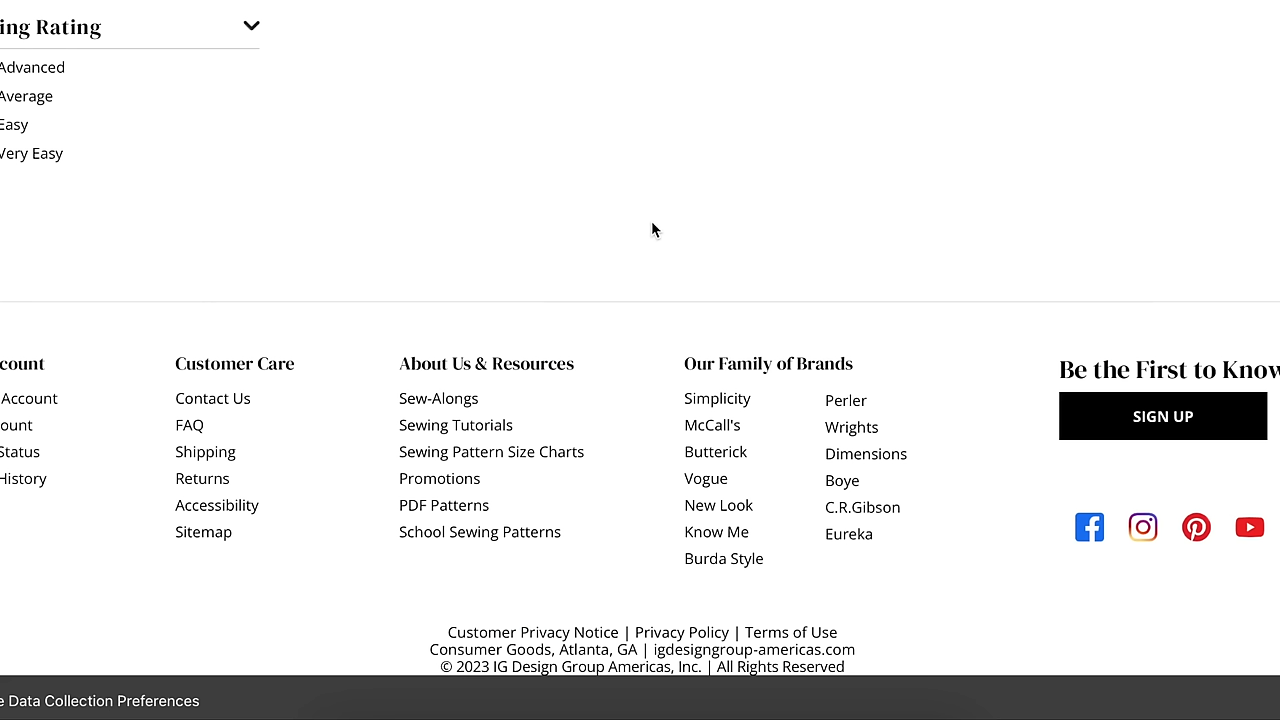 ing Rating
Advanced
Average
Easy
Very Easy
count
Account
ount
Status
History
Customer Care
Contact Us
FAQ
Shipping
Returns
Accessibility
Sitemap
About Us & Resources
Sew-Alongs
Sewing Tutorials
Sewing Pattern Size Charts
Promotions
PDF Patterns
School Sewing Patterns
Our Family of Brands
Simplicity
McCall's
Butterick
Vogue
New Look
Know Me
Burda Style
Perler
Wrights
Dimensions
Boye
C.R.Gibson
Eureka
Be the First to Know
SIGN UP
Customer Privacy Notice | Privacy Policy | Terms of Use
Consumer Goods, Atlanta, GA | igdesigngroup-americas.com
© 2023 IG Design Group Americas, Inc. | All Rights Reserved
e Data Collection Preferences